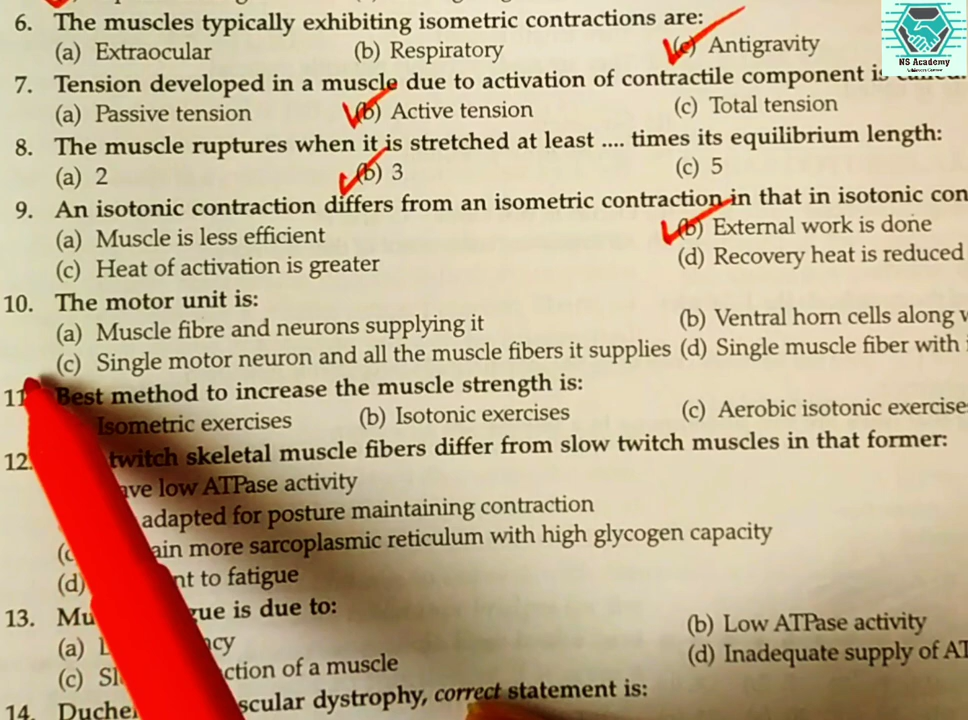 6. The muscles typically exhibiting isometric contractions are:
(a) Extraocular (b) Respiratory (c) Antigravity
NS Academy
7. Tension developed in a muscle due to activation of contractile component is called:
(a) Passive tension (b) Active tension (c) Total tension
8. The muscle ruptures when it is stretched at least .... times its equilibrium length:
(a) 2 (b) 3 (c) 5
9. An isotonic contraction differs from an isometric contraction in that in isotonic con
(a) Muscle is less efficient (b) External work is done
(c) Heat of activation is greater (d) Recovery heat is reduced
10. The motor unit is:
(a) Muscle fibre and neurons supplying it (b) Ventral horn cells along
(c) Single motor neuron and all the muscle fibers it supplies (d) Single muscle fiber with
11 Best method to increase the muscle strength is:
Isometric exercises (b) Isotonic exercises (c) Aerobic isotonic exercise
12. twitch skeletal muscle fibers differ from slow twitch muscles in that former:
ave low ATPase activity
adapted for posture maintaining contraction
(c ain more sarcoplasmic reticulum with high glycogen capacity
(d) nt to fatigue
13. Mu gue is due to:
(a) L cy (b) Low ATPase activity
(c) Sl ction of a muscle (d) Inadequate supply of AT
14. Duche scular dystrophy, correct statement is: